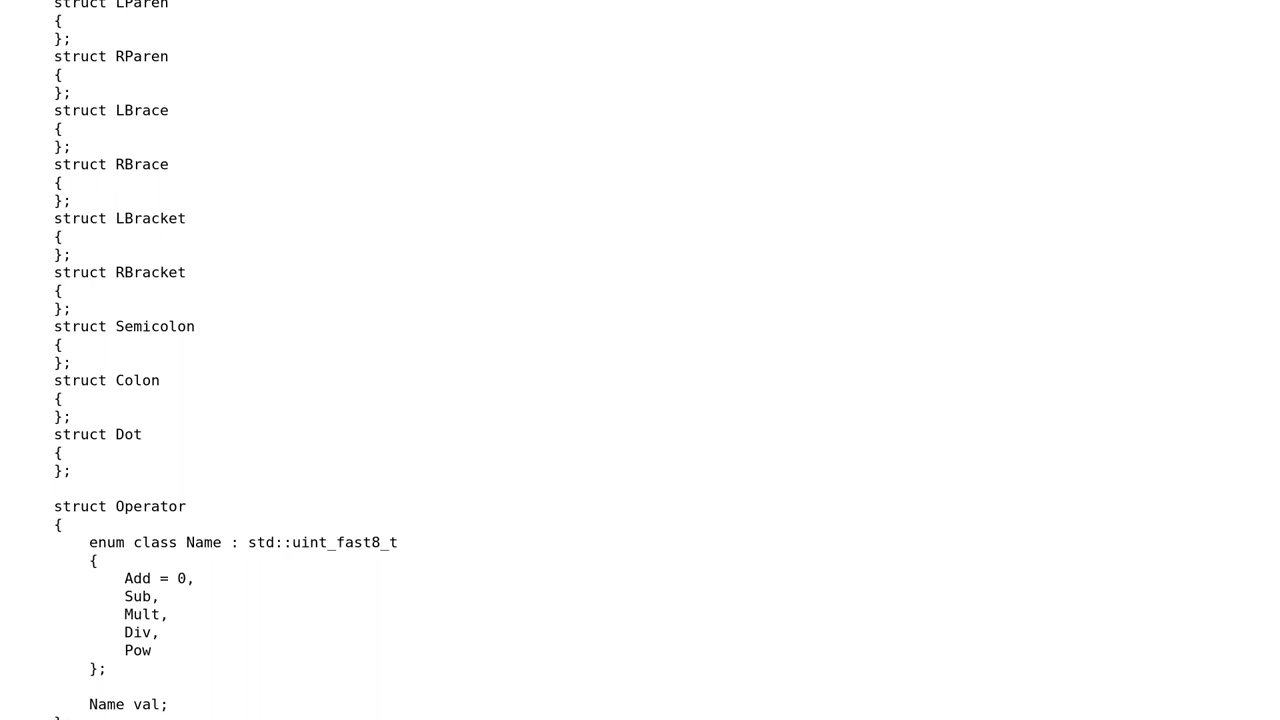 struct LParen
{
};
struct RParen
{
};
struct LBrace
{
};
struct RBrace
{
};
struct LBracket
{
};
struct RBracket
{
};
struct Semicolon
{
};
struct Colon
{
};
struct Dot
{
};
struct Operator
{
enum class Name : std::uint_fast8_t
{
Add = 0,
Sub,
Mult,
Div,
Pow
};
Name val;